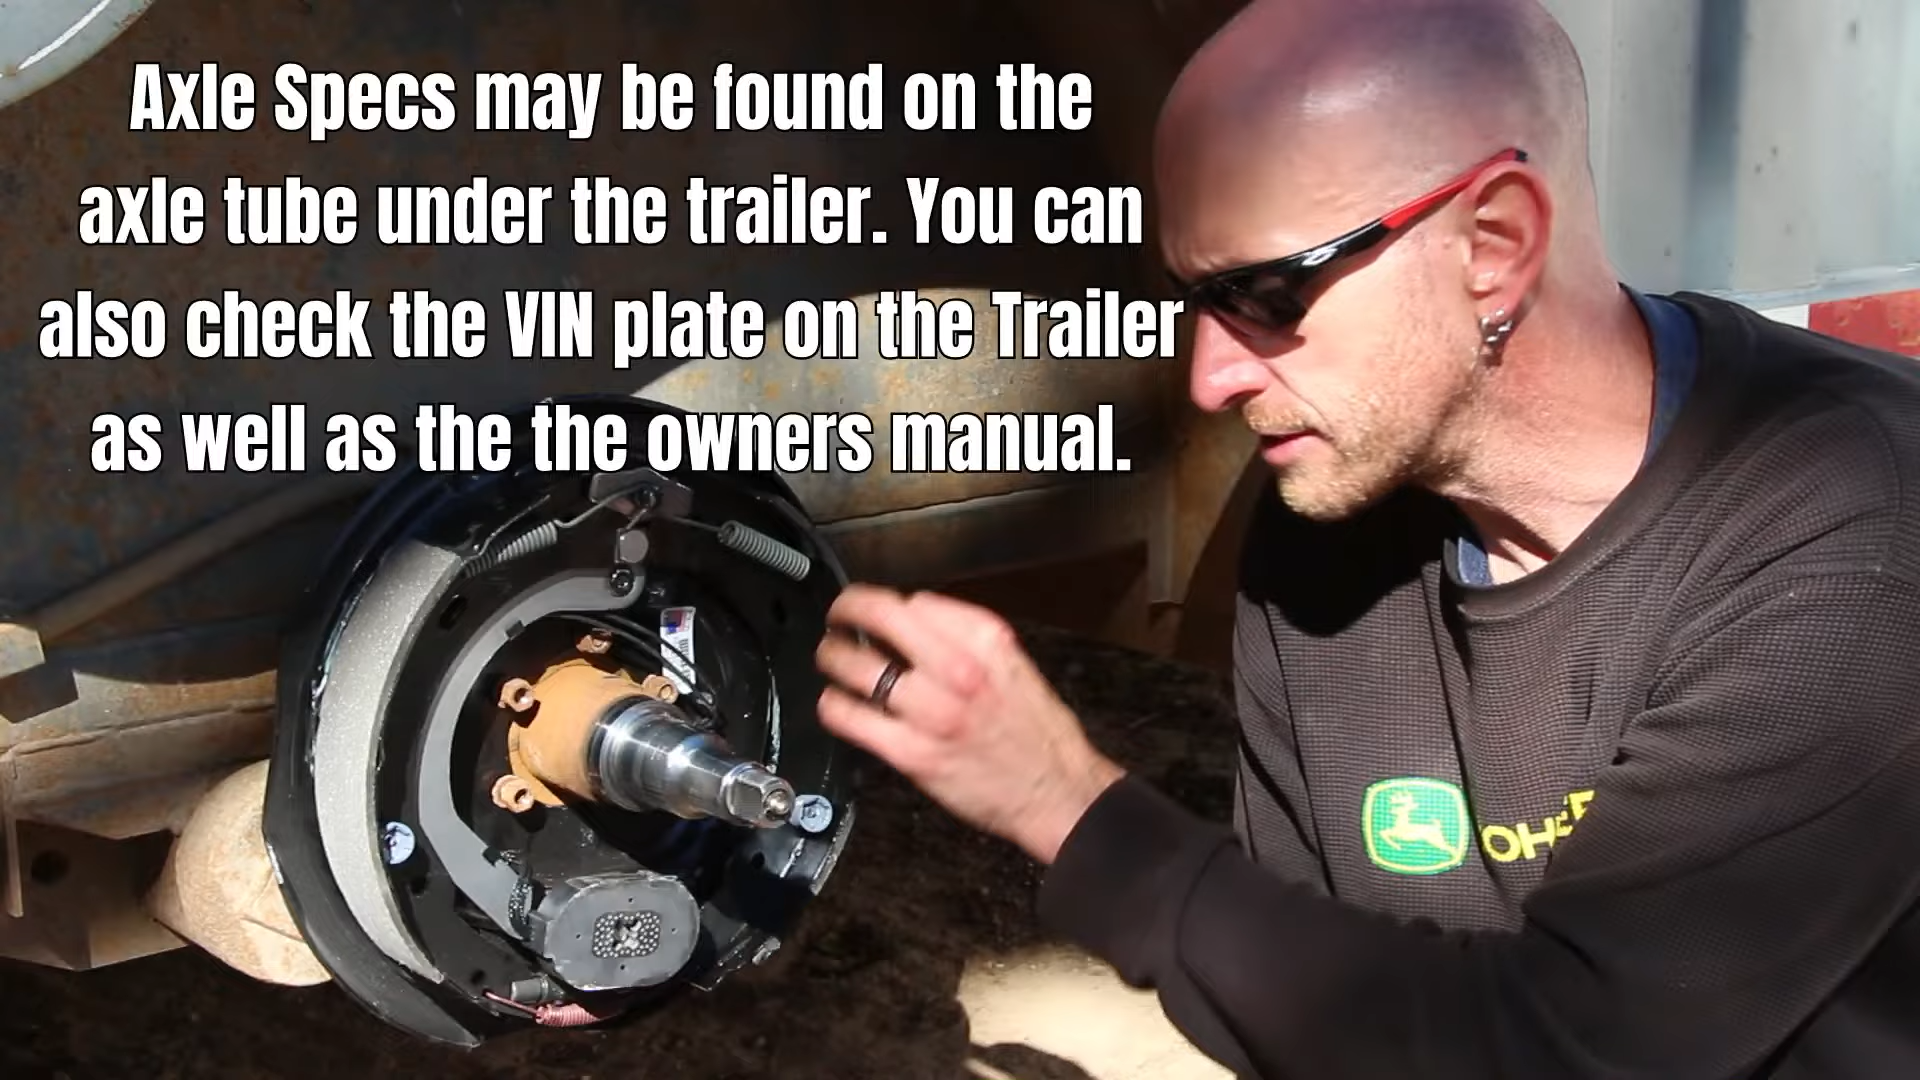 Axle Specs may be found on the
axle tube under the trailer. You can
also check the VIN plate on the Trailer
as well as the the owners manual.